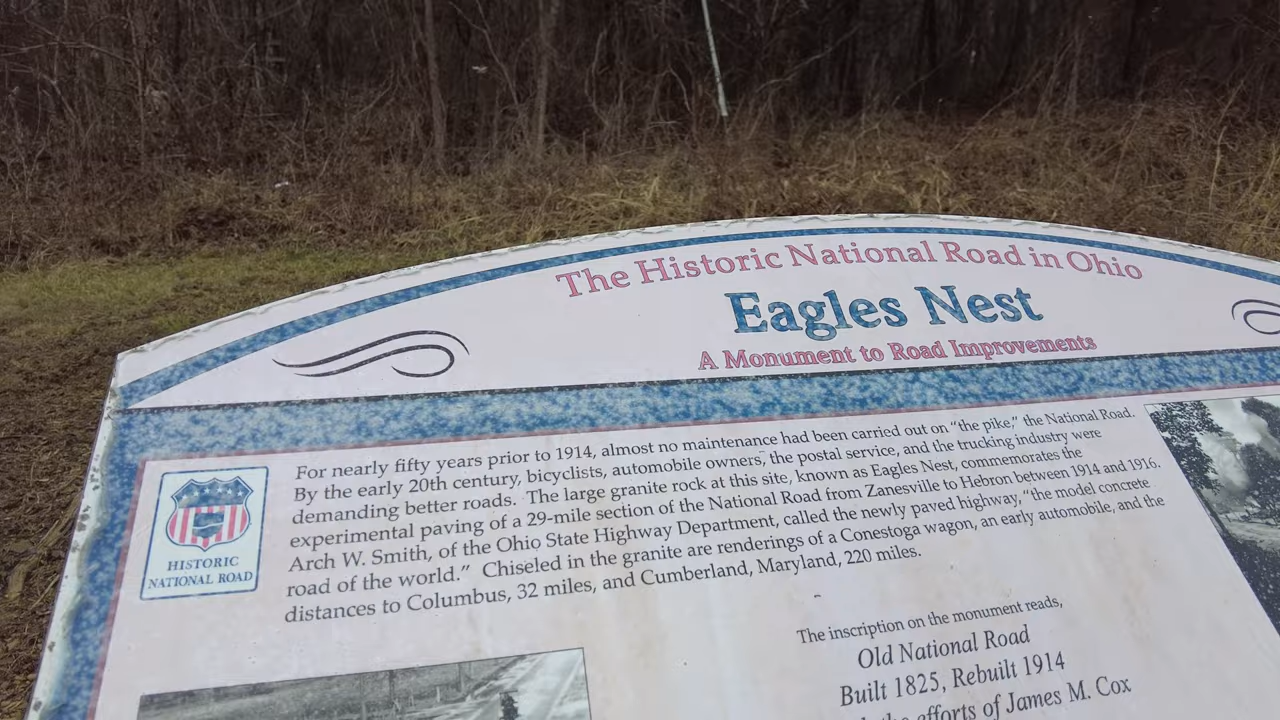 The Historic National Road in Ohio
Eagles Nest
A Monument to Road Improvements
For nearly fifty years prior to 1914, almost no maintenance had been carried out on "the pike," the National Road.
By the early 20th century, bicyclists, automobile owners, the postal service, and the trucking industry were
demanding better roads. The large granite rock at this site, known as Eagles Nest, commemorates the
experimental paving of a 29-mile section of the National Road from Zanesville to Hebron between 1914 and 1916.
Arch W. Smith, of the Ohio State Highway Department, called the newly paved highway, "the model concrete
road of the world." Chiseled in the granite are renderings of a Conestoga wagon, an early automobile, and the
distances to Columbus, 32 miles, and Cumberland, Maryland, 220 miles.
HISTORIC
NATIONAL ROAD
The inscription on the monument reads,
Old National Road
Built 1825, Rebuilt 1914
the efforts of James M. Cox